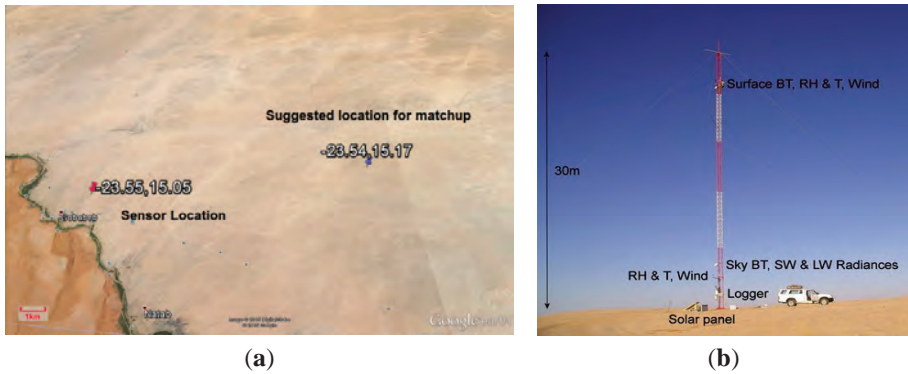 Suggested location for matchup
-23.54,15.17
-23.55,15.05
Gobabeb
Sensor Location
1km
Natab
Google earth
(a)
30m
Surface BT, RH & T, Wind
RH & T, Wind
Sky BT, SW & LW Radiances
Logger
Solar panel
(b)